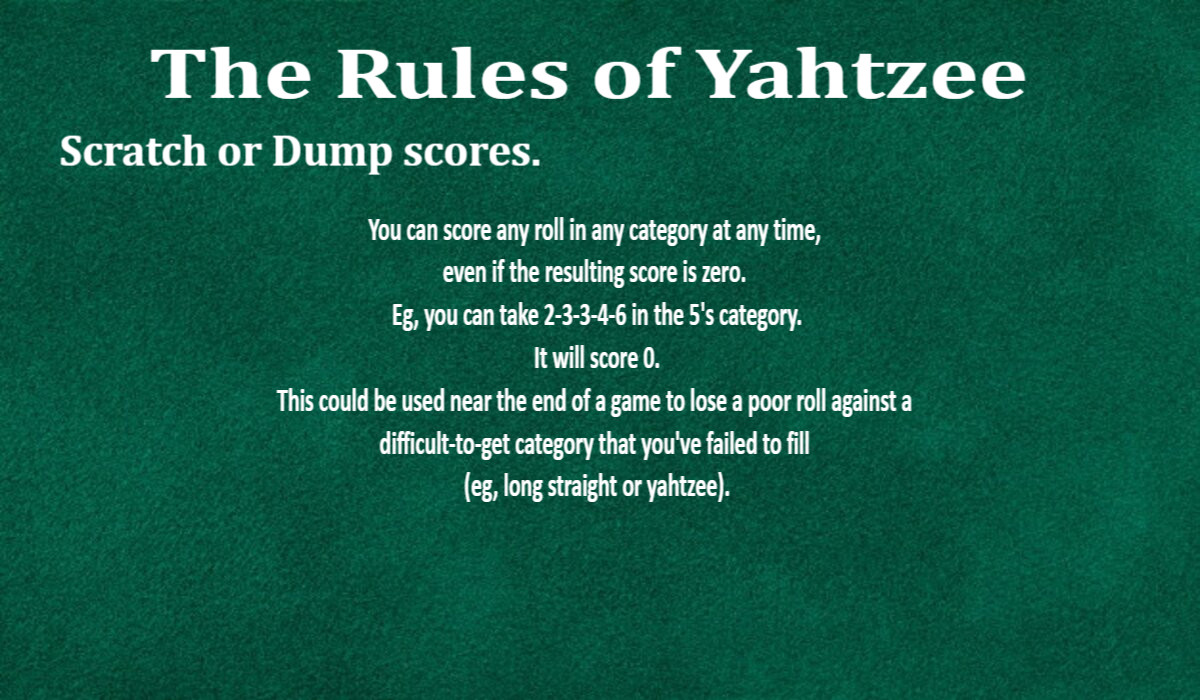 The Rules of Yahtzee
Scratch or Dump scores.
You can score any roll in any category at any time,
even if the resulting score is zero.
Eg, you can take 2-3-3-4-6 in the 5's category.
It will score 0.
This could be used near the end of a game to lose a poor roll against a
difficult-to-get category that you've failed to fill
(eg, long straight or yahtzee).